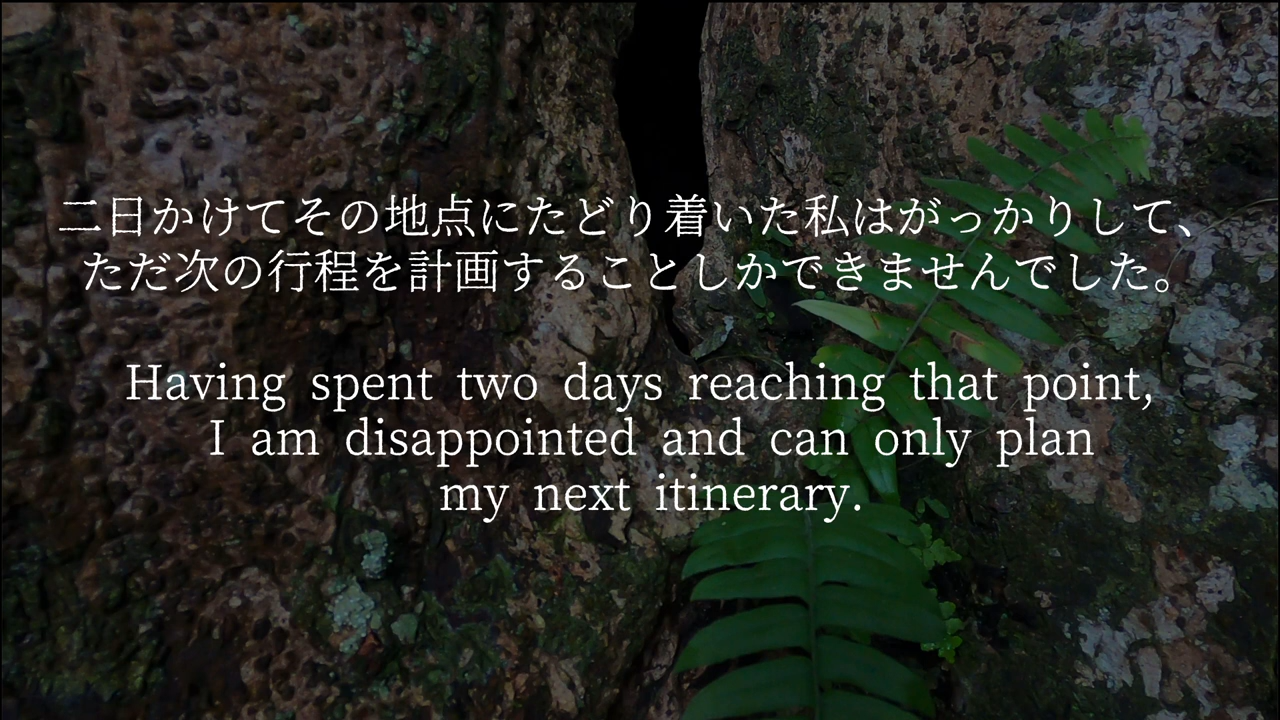 二日かけてその地点にたどり着いた私はがっかりして、
ただ次の行程を計画することしかできませんでした。
Having spent two days reaching that point,
I am disappointed and can only plan
my next itinerary.